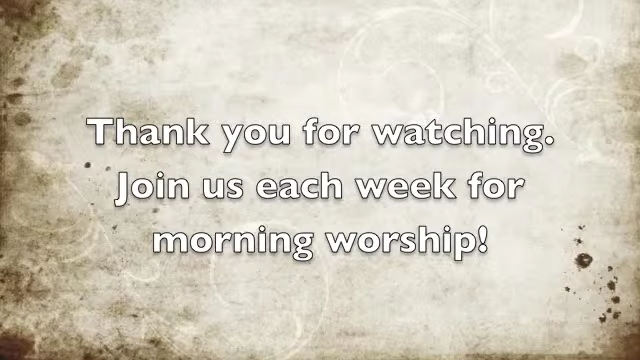 Thank you for watching.
Join us each week for
morning worship!